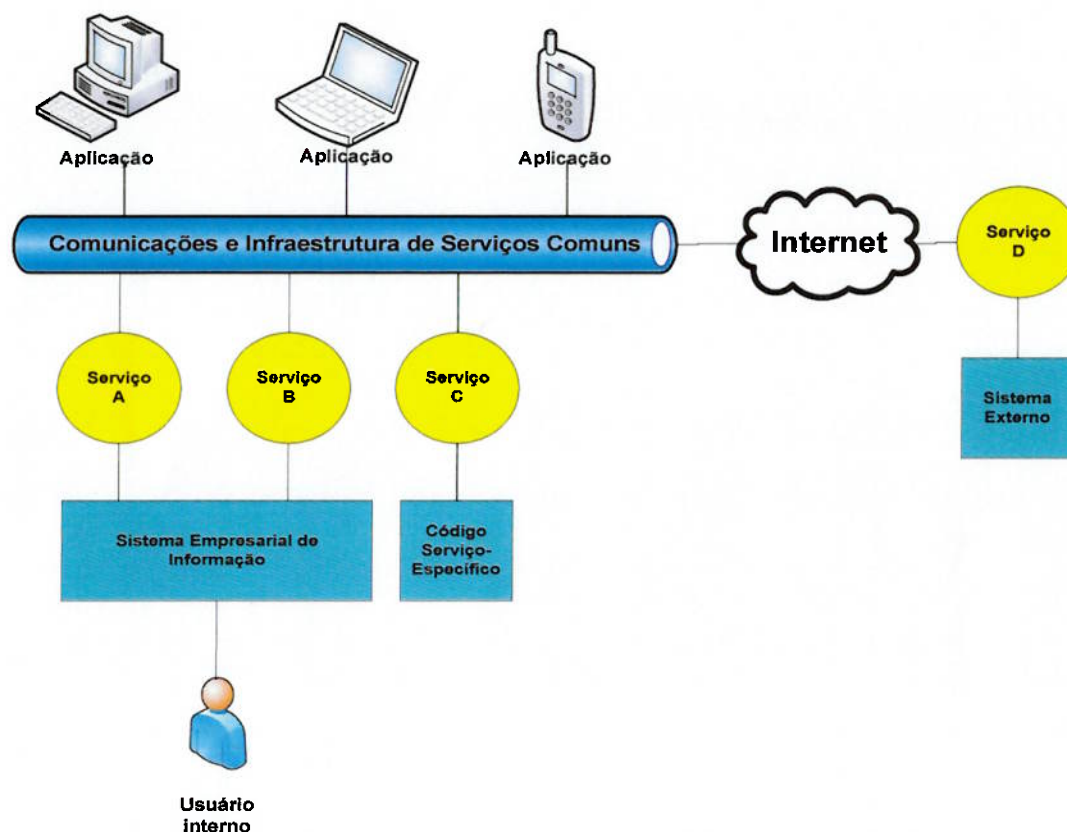 Aplicação
Aplicação
Aplicação
Comunicações e Infraestrutura de Serviços Comuns
Internet
Serviço
D
Serviço
A
Serviço
B
Serviço
C
Sistema
Externo
Sistema Empresarial de
Informação
Código
Serviço-
Específico
Usuário
interno